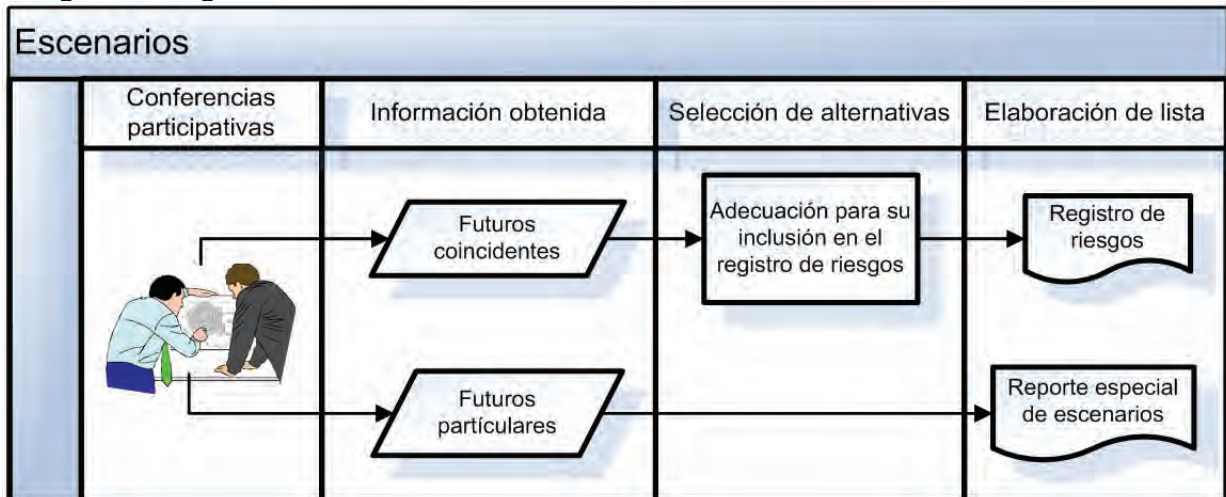 Escenarios
Conferencias
participativas
Información obtenida
Selección de alternativas
Elaboración de lista
Futuros
coincidentes
Adecuación para su
inclusión en el
registro de riesgos
Registro de
riesgos
Futuros
partículares
Reporte especial
de escenarios